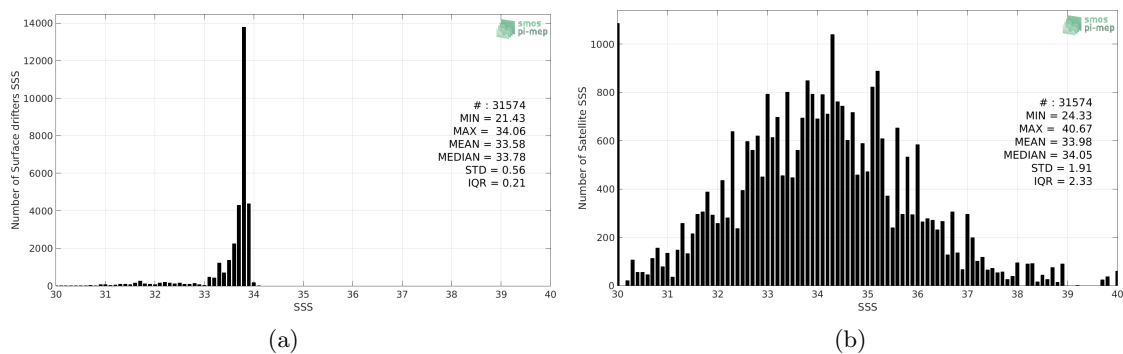 14000
12000
10000
8000
6000
4000
2000
0
30 31 32 33 34 35 36 37 38 39 40
SSS
Number of Surface drifters SSS
smos
pi-mep
# : 31574
MIN = 21.43
MAX = 34.06
MEAN = 33.58
MEDIAN = 33.78
STD = 0.56
IQR = 0.21
(a)
1000
800
600
400
200
0
30 31 32 33 34 35 36 37 38 39 40
SSS
Number of Satellite SSS
smos
pi-mep
# : 31574
MIN = 24.33
MAX = 40.67
MEAN = 33.98
MEDIAN = 34.05
STD = 1.91
IQR = 2.33
(b)